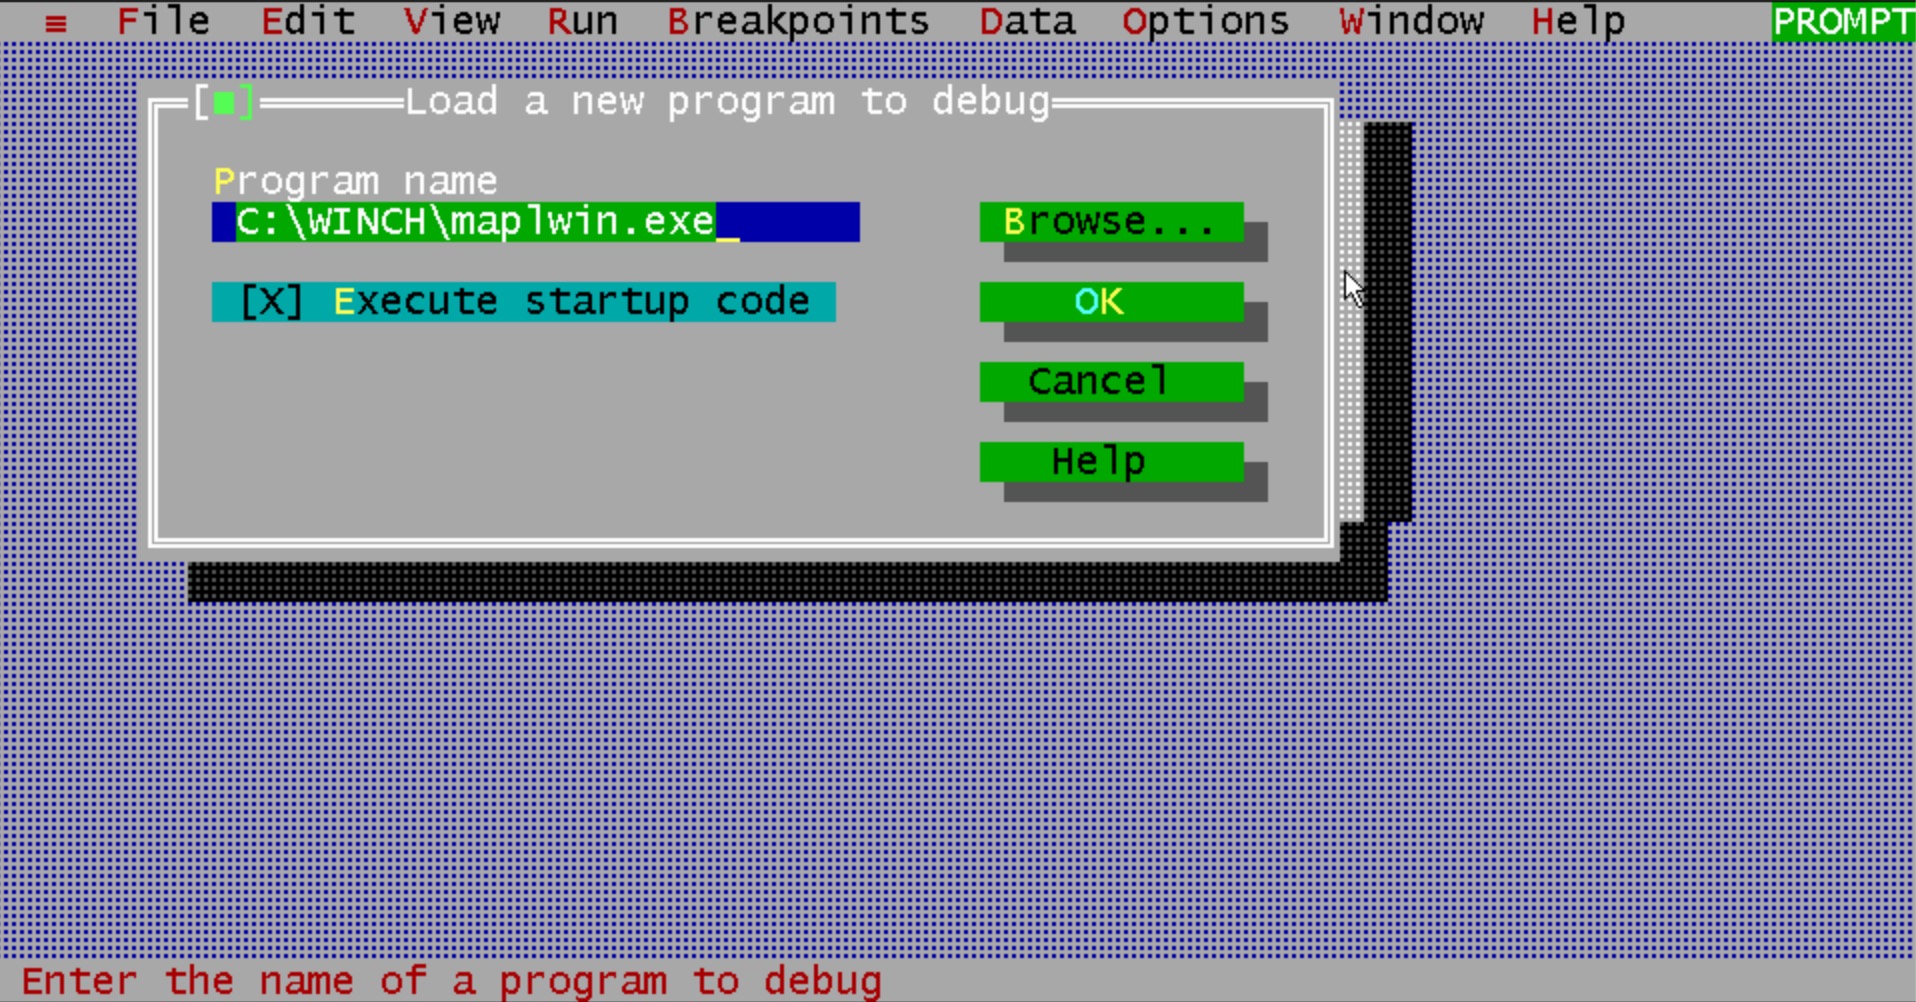 ≡ File Edit View Run Breakpoints Data Options Window Help PROMPT
[■] Load a new program to debug
Program name
C:\WINCH\maplwin.exe_ Browse...
[X] Execute startup code OK
Cancel
Help
Enter the name of a program to debug